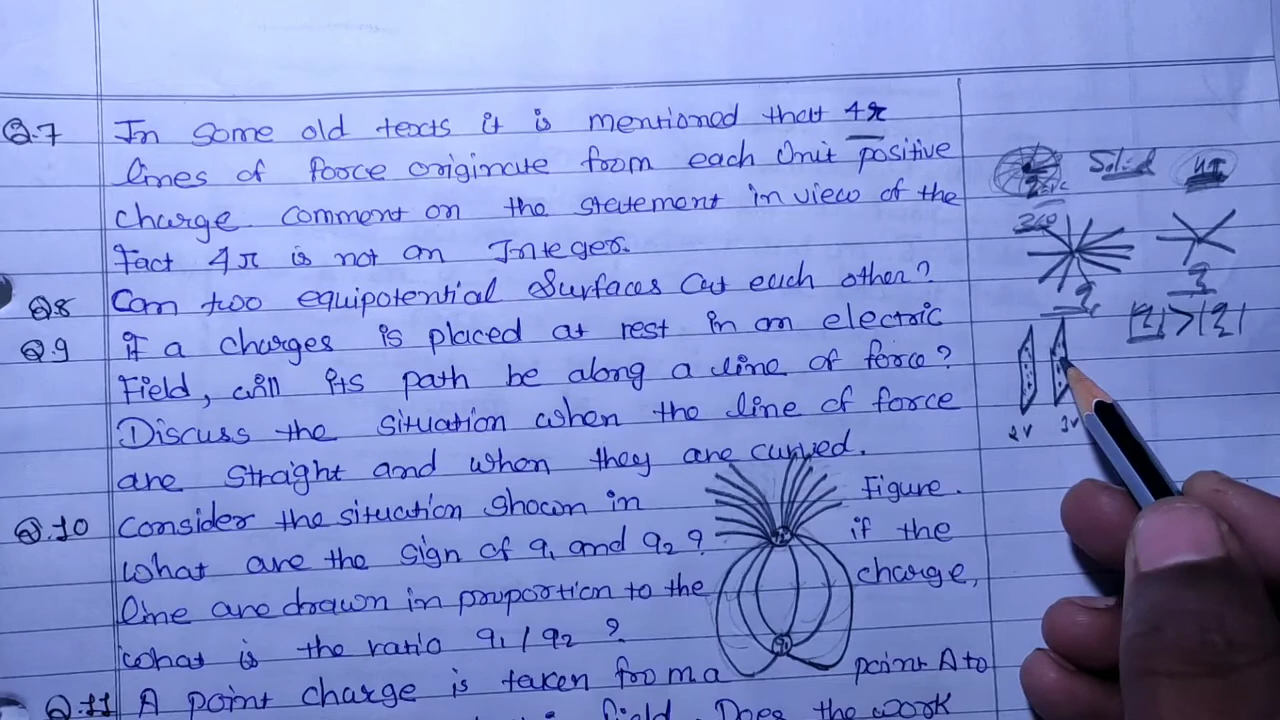 Q.7 In some old texts it is mentioned that 4π
lines of force originate from each Unit positive
charge. comment on the statement in view of the
Fact 4π is not an Integer.
Q.8 Can two equipotential Surfaces Cut each other?
Q.9 if a charges is placed at rest in an electric
Field, will its path be along a line of force?
Discuss the situation when the line of force
are straight and when they are curved.
Q.10 Consider the situation shown in Figure.
What are the sign of q1 and q2? if the
line are drawn in proportion to the charge,
what is the ratio q1/q2?
Q.11 A point charge is taken from a point A to
field. Does the work
Solid
4π
2V 3V